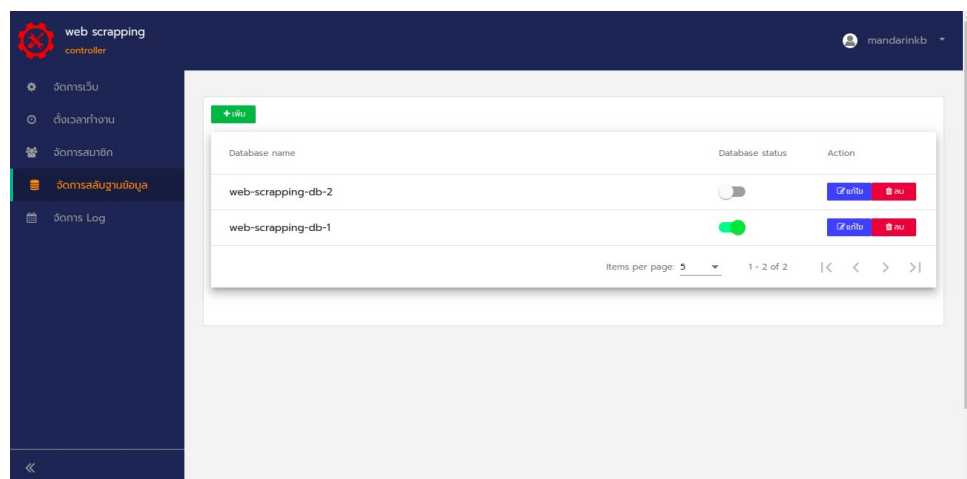 web scrapping
controller
mandarinkb
จัดการเว็บ
ตั้งเวลาทำงาน
จัดการสมาชิก
จัดการสลับฐานข้อมูล
จัดการ Log
เพิ่ม
Database name Database status Action
web-scrapping-db-2 แก้ไข ลบ
web-scrapping-db-1 แก้ไข ลบ
Items per page: 5 1 - 2 of 2